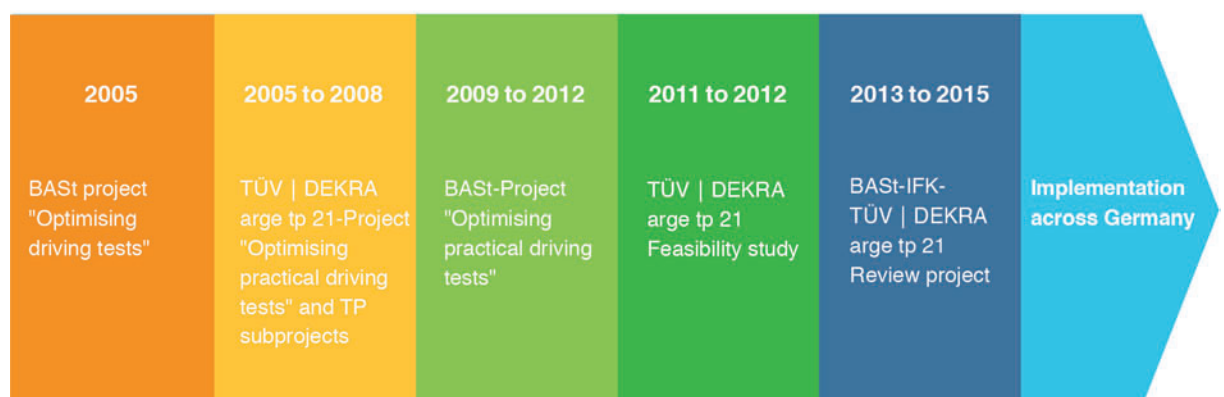 2005
BASt project
"Optimising
driving tests"
2005 to 2008
TÜV | DEKRA
arge tp 21-Project
"Optimising
practical driving
tests" and TP
subprojects
2009 to 2012
BASt-Project
"Optimising
practical driving
tests"
2011 to 2012
TÜV | DEKRA
arge tp 21
Feasibility study
2013 to 2015
BASt-IFK-
TÜV | DEKRA
arge tp 21
Review project
Implementation
across Germany